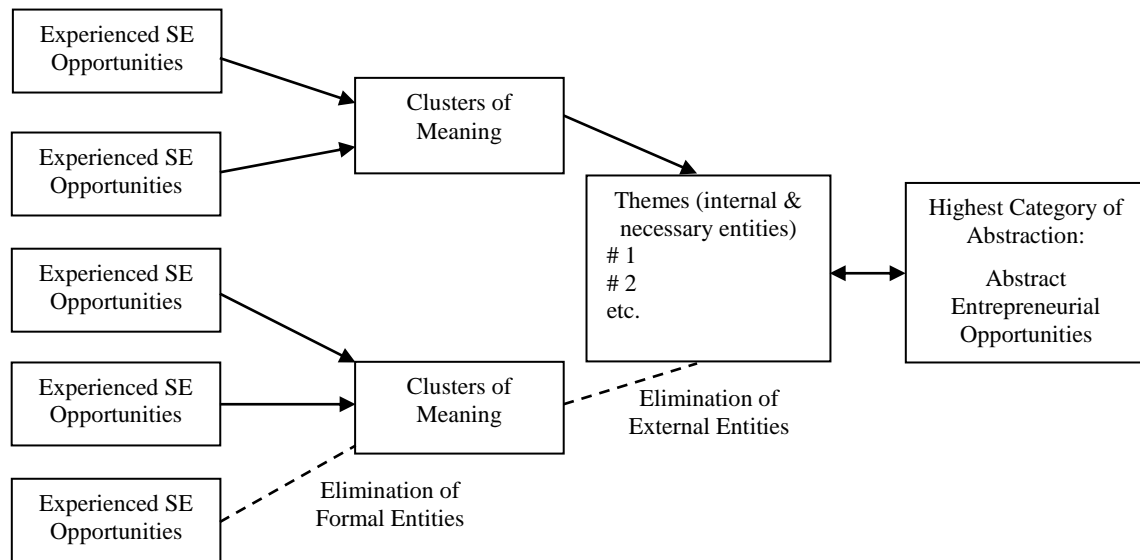 Experienced SE
Opportunities
Experienced SE
Opportunities
Experienced SE
Opportunities
Experienced SE
Opportunities
Experienced SE
Opportunities
Clusters of
Meaning
Clusters of
Meaning
Elimination of
Formal Entities
Themes (internal &
necessary entities)
# 1
# 2
etc.
Elimination of
External Entities
Highest Category of
Abstraction:
Abstract
Entrepreneurial
Opportunities